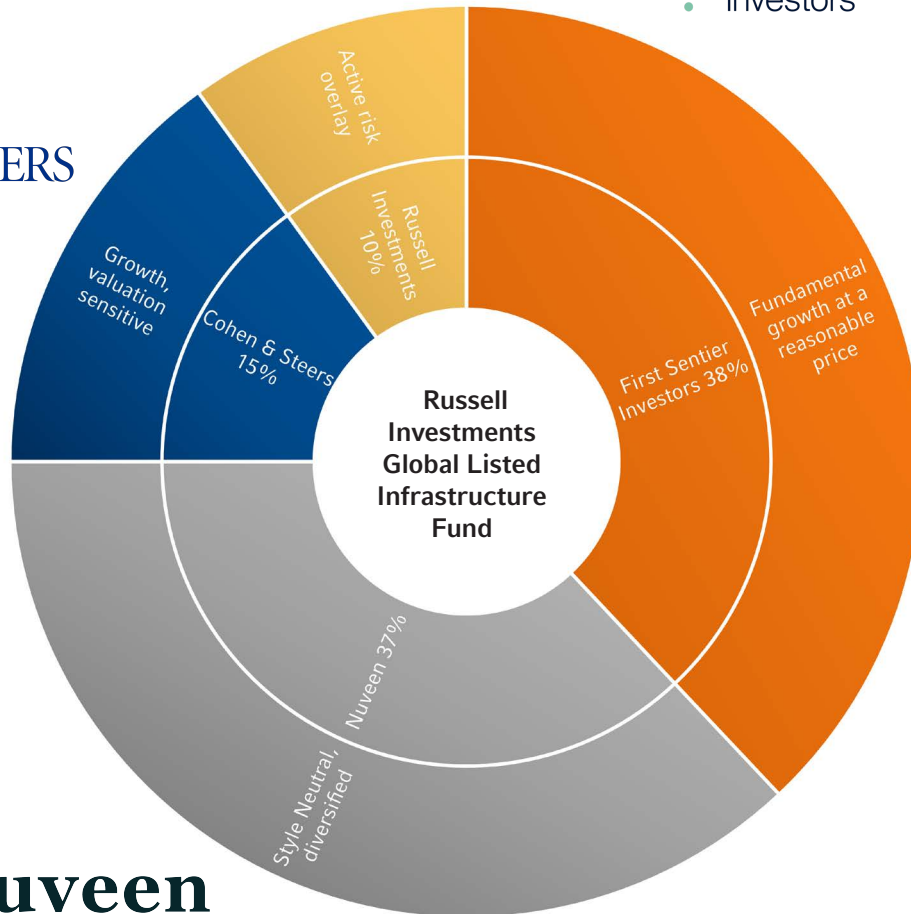 investors
ERS
Active risk
overlay
Russell
Investments
10%
Growth,
valuation
sensitive
Cohen & Steers
15%
Fundamental
growth at a
reasonable
price
First Sentier
Investors 38%
Russell
Investments
Global Listed
Infrastructure
Fund
Nuveen 37%
Style Neutral,
diversified
uveen